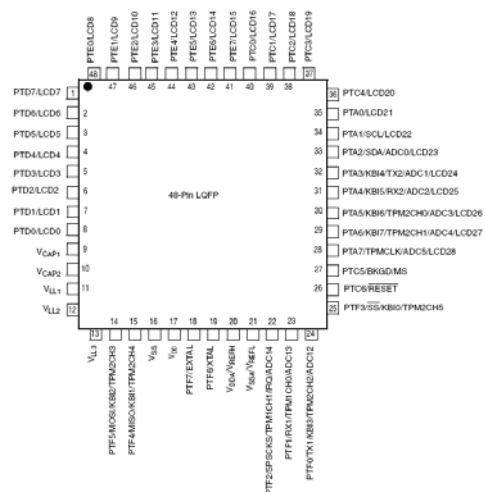 PTE0/LCD8
PTE1/LCD9
PTE2/LCD10
PTE3/LCD11
PTE4/LCD12
PTE5/LCD13
PTE6/LCD14
PTE7/LCD15
PTC0/LCD16
PTC1/LCD17
PTC2/LCD18
PTC3/LCD19
48
47
46
45
44
43
42
41
40
39
38
37
PTD7/LCD7 1
PTD6/LCD6 2
PTD5/LCD5 3
PTD4/LCD4 4
PTD3/LCD3 5
PTD2/LCD2 6
PTD1/LCD1 7
PTD0/LCD0 8
VCAP1 9
VCAP2 10
VLL1 11
VLL2 12
48-Pin LQFP
36 PTC4/LCD20
35 PTA0/LCD21
34 PTA1/SCL/LCD22
33 PTA2/SDA/ADC0/LCD23
32 PTA3/KBI4/TX2/ADC1/LCD24
31 PTA4/KBI5/RX2/ADC2/LCD25
30 PTA5/KBI6/TPM2CH0/ADC3/LCD26
29 PTA6/KBI7/TPM2CH1/ADC4/LCD27
28 PTA7/TPMCLK/ADC5/LCD28
27 PTC5/BKGD/MS
26 PTC6/RESET
25 PTF3/SS/KBI0/TPM2CH5
13
14
15
16
17
18
19
20
21
22
23
24
VLL3
PTF5/MOSI/KBI2/TPM2CH3
PTF4/MISO/KBI1/TPM2CH4
VSS
VDD
PTF7/EXTAL
PTF6/XTAL
VDDA/VREFH
VSSA/VREFL
PTF2/SPSCKS/TPM1CH1/IRQ/ADC14
PTF1/RX1/TPM1CH0/ADC13
PTF0/TX1/KBI3/TPM2CH2/ADC12